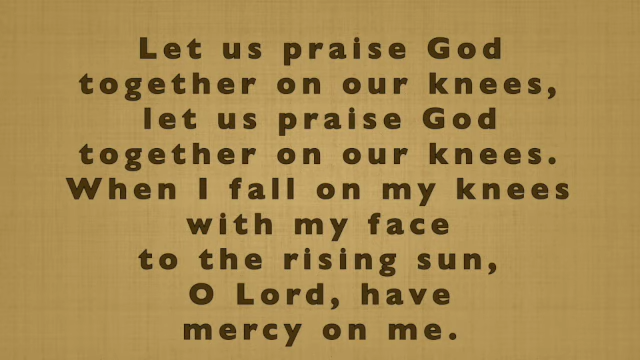 Let us praise God
together on our knees,
let us praise God
together on our knees.
When I fall on my knees
with my face
to the rising sun,
O Lord, have
mercy on me.